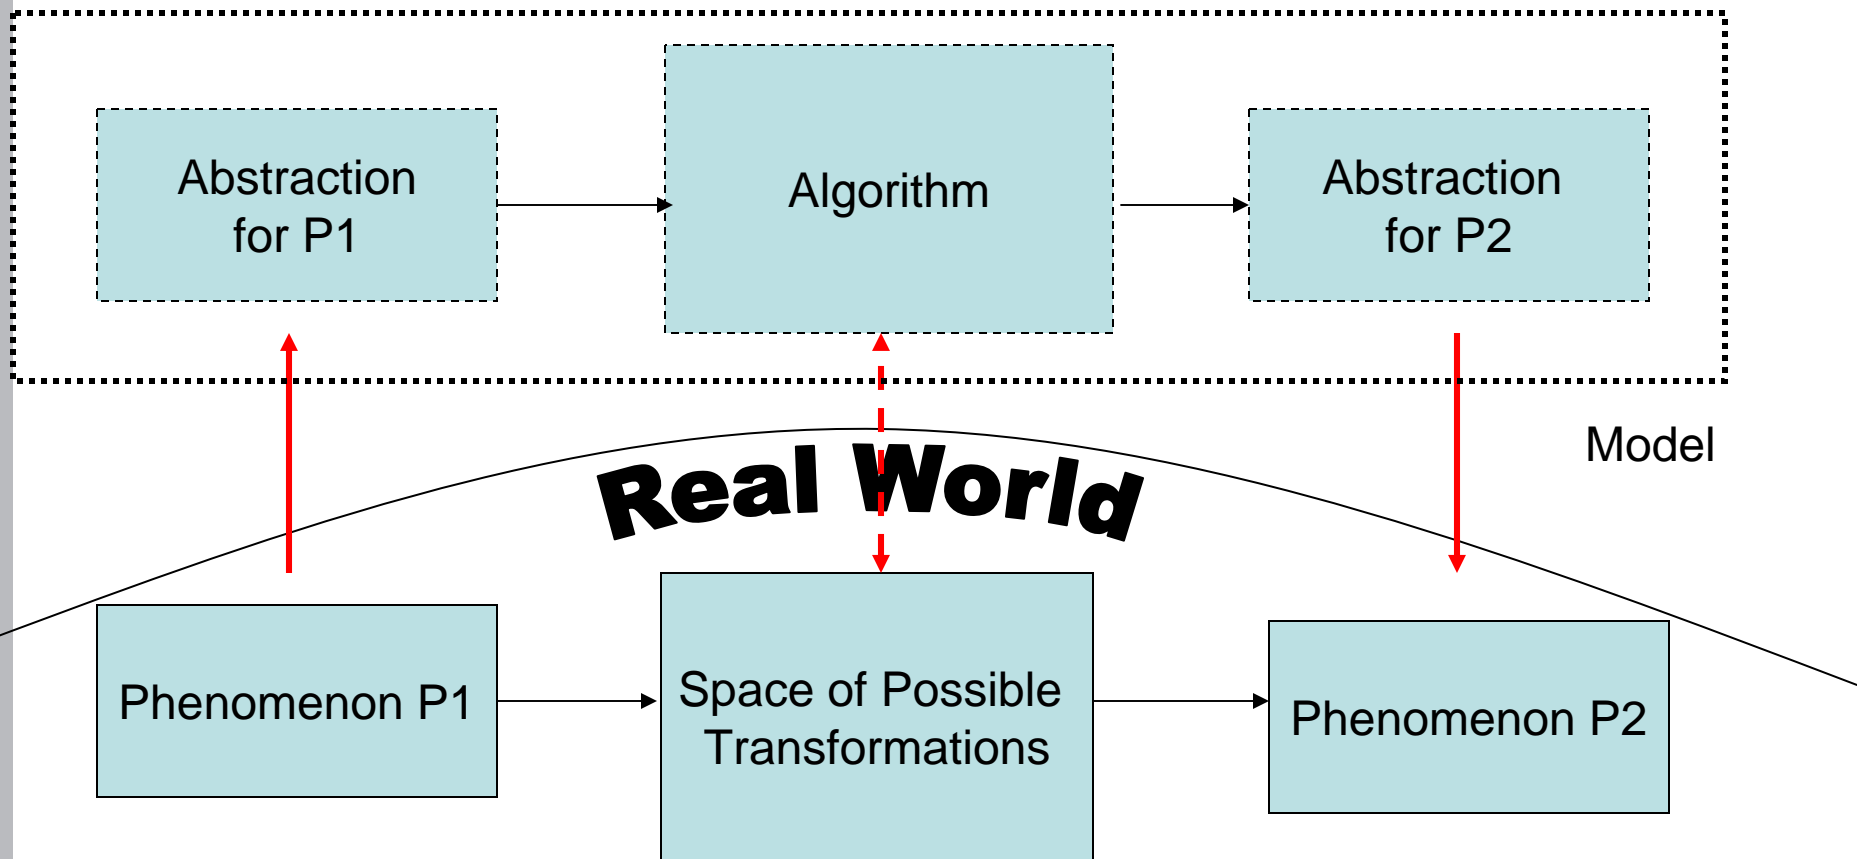 Abstraction
for P1
Algorithm
Abstraction
for P2
Model
Real World
Phenomenon P1
Space of Possible
Transformations
Phenomenon P2